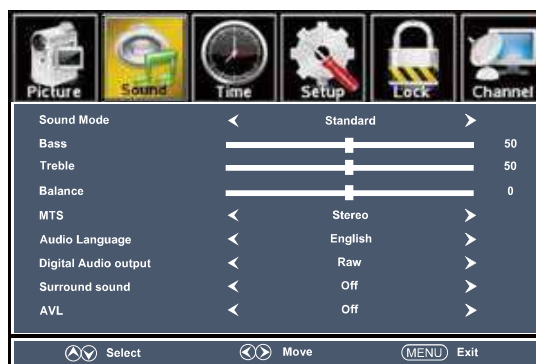 Picture Sound Time Setup Lock Channel
Sound Mode Standard
Bass 50
Treble 50
Balance 0
MTS Stereo
Audio Language English
Digital Audio output Raw
Surround sound Off
AVL Off
Select Move MENU Exit